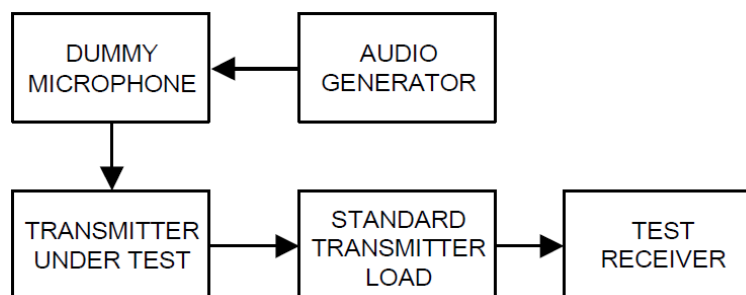 DUMMY
MICROPHONE
AUDIO
GENERATOR
TRANSMITTER
UNDER TEST
STANDARD
TRANSMITTER
LOAD
TEST
RECEIVER